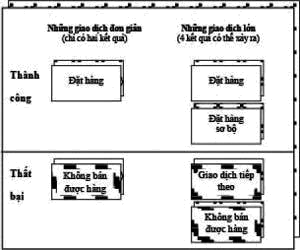 Những giao dịch đơn giản
(chỉ có hai kết quả)
Những giao dịch lớn
(4 kết quả có thể xảy ra)
Thành
công
Đặt hàng
Đặt hàng
Đặt hàng
sơ bộ
Thất
bại
Không bán
được hàng
Giao dịch tiếp
theo
Không bán
được hàng